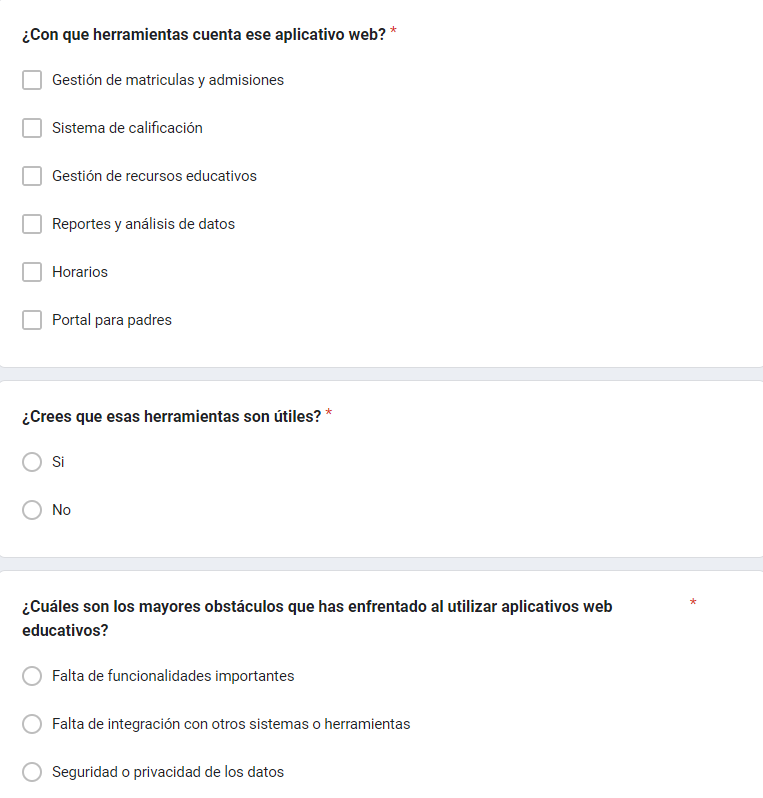 ¿Con que herramientas cuenta ese aplicativo web? *
Gestión de matriculas y admisiones
Sistema de calificación
Gestión de recursos educativos
Reportes y análisis de datos
Horarios
Portal para padres
¿Crees que esas herramientas son útiles? *
Si
No
¿Cuáles son los mayores obstáculos que has enfrentado al utilizar aplicativos web *
educativos?
Falta de funcionalidades importantes
Falta de integración con otros sistemas o herramientas
Seguridad o privacidad de los datos